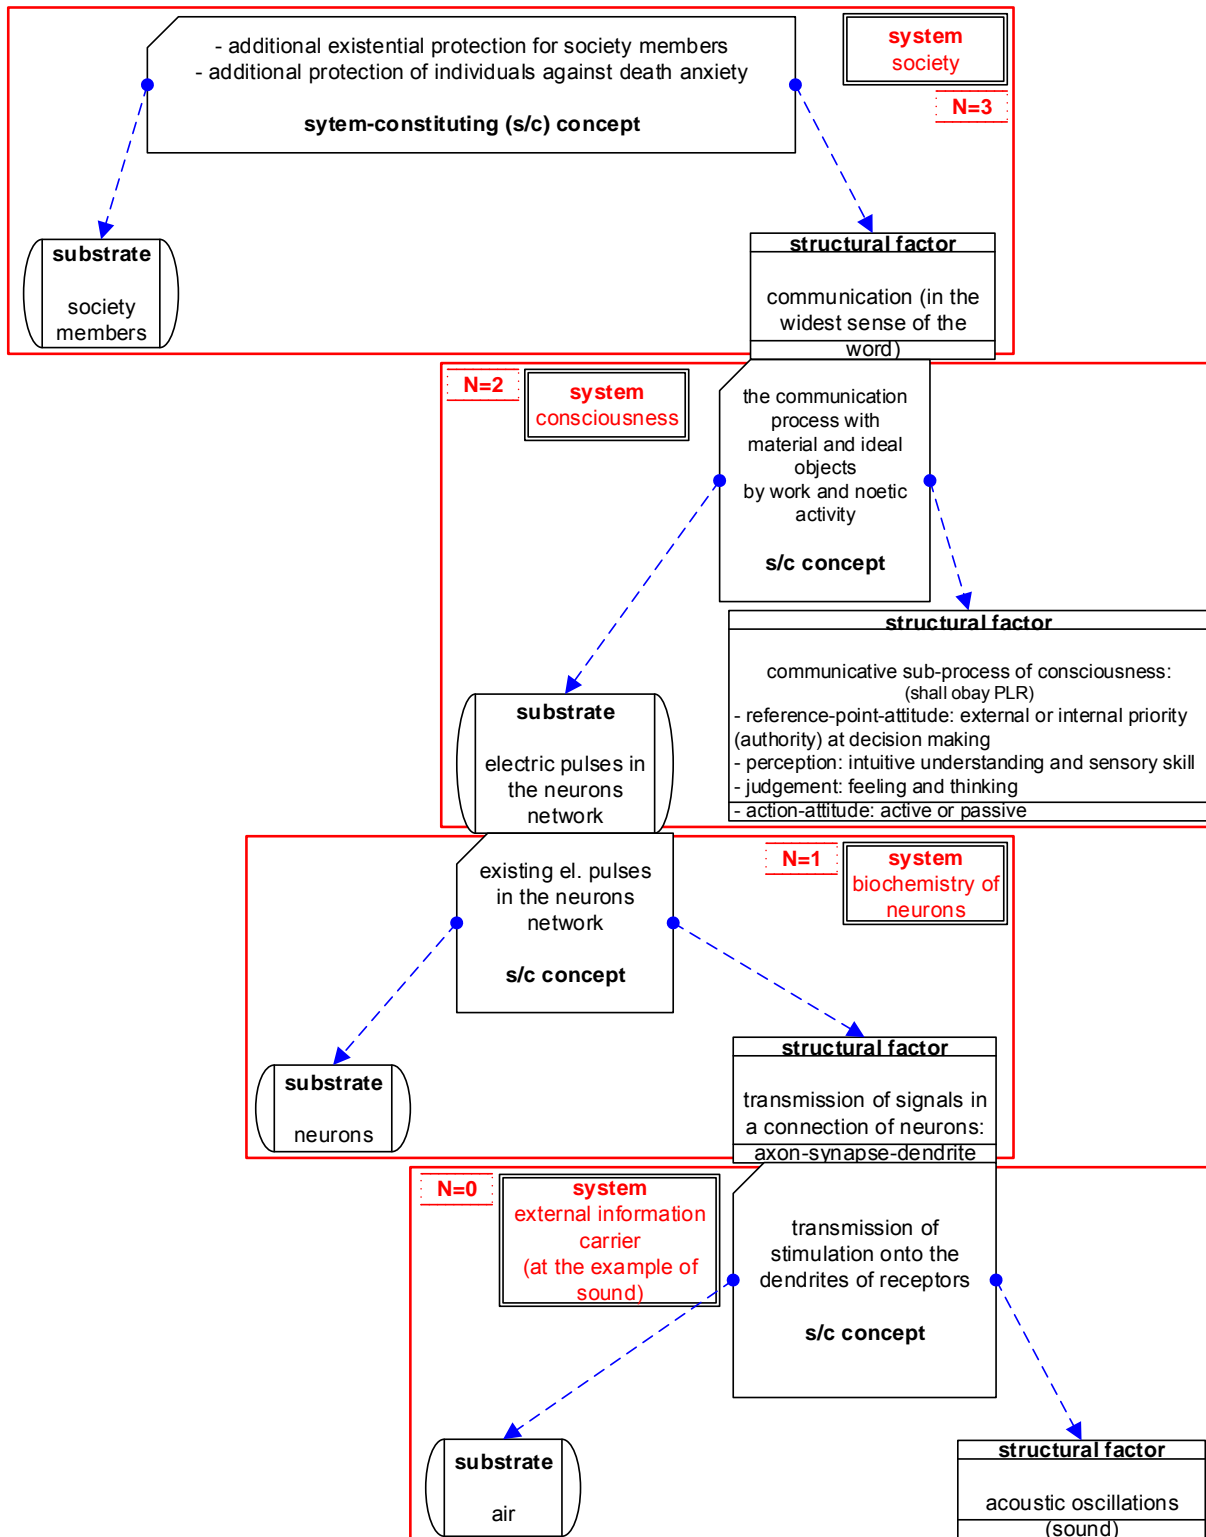 - additional existential protection for society members
- additional protection of individuals against death anxiety
sytem-constituting (s/c) concept
system
society
N=3
substrate
society
members
structural factor
communication (in the
widest sense of the
word)
N=2
system
consciousness
the communication
process with
material and ideal
objects
by work and noetic
activity
s/c concept
structural factor
communicative sub-process of consciousness:
(shall obay PLR)
- reference-point-attitude: external or internal priority
(authority) at decision making
- perception: intuitive understanding and sensory skill
- judgement: feeling and thinking
- action-attitude: active or passive
substrate
electric pulses in
the neurons
network
N=1
system
biochemistry of
neurons
existing el. pulses
in the neurons
network
s/c concept
substrate
neurons
structural factor
transmission of signals in
a connection of neurons:
axon-synapse-dendrite
N=0
system
external information
carrier
(at the example of
sound)
transmission of
stimulation onto the
dendrites of receptors
s/c concept
substrate
air
structural factor
acoustic oscillations
(sound)